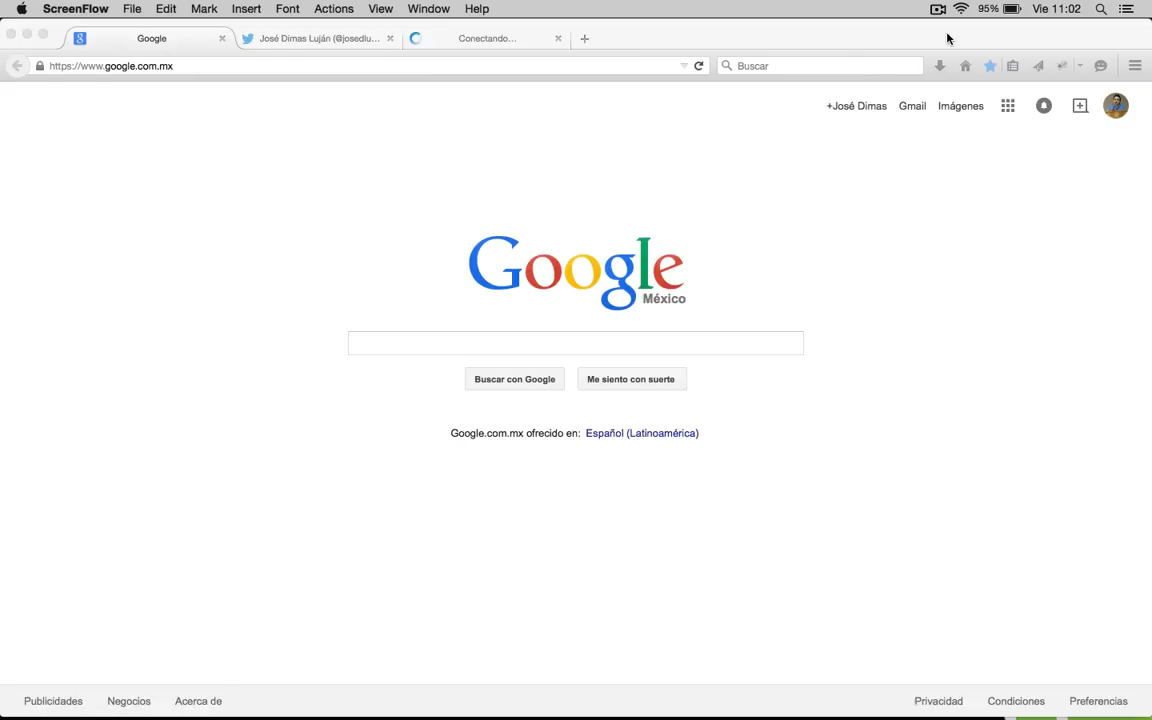 ScreenFlow File Edit Mark Insert Font Actions View Window Help 95% Vie 11:02
Google José Dimas Luján (@josedlu... Conectando...
https://www.google.com.mx Buscar
+José Dimas Gmail Imágenes
Google
México
Buscar con Google Me siento con suerte
Google.com.mx ofrecido en: Español (Latinoamérica)
Publicidades Negocios Acerca de Privacidad Condiciones Preferencias